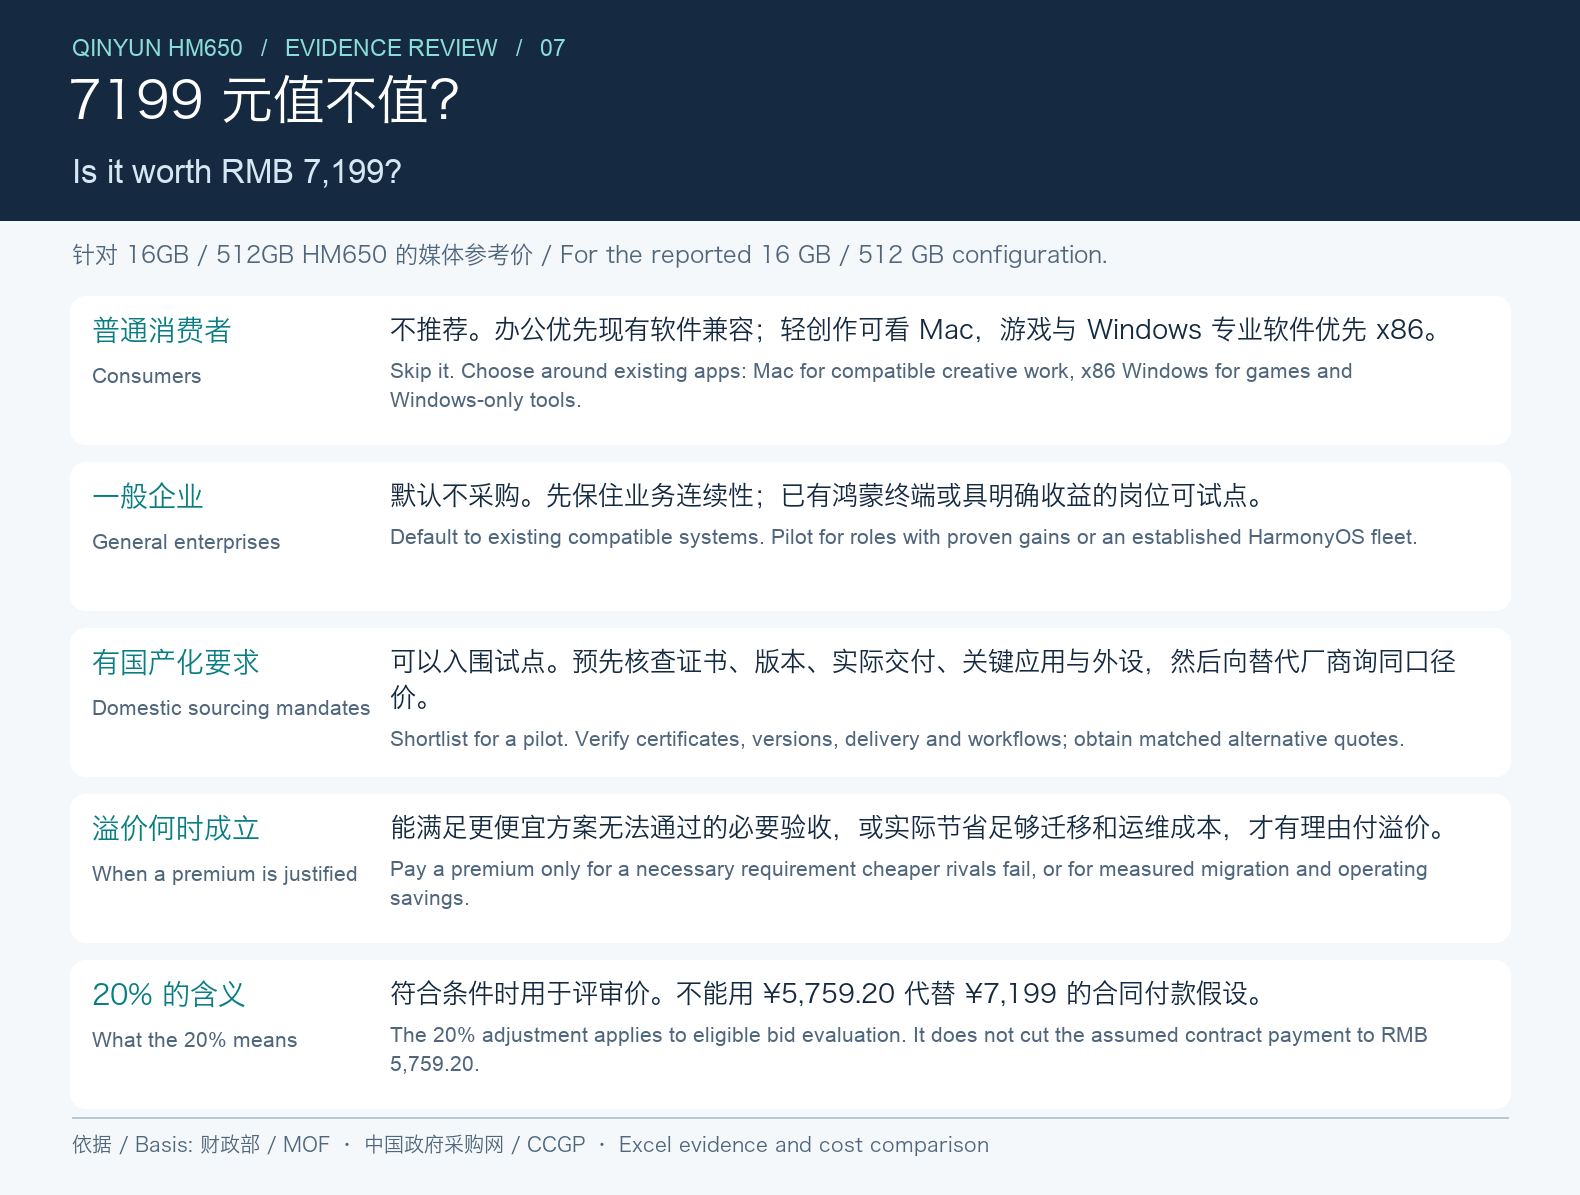 QINYUN HM650 / EVIDENCE REVIEW / 07
7199 元值不值？
Is it worth RMB 7,199?
针对 16GB / 512GB HM650 的媒体参考价 / For the reported 16 GB / 512 GB configuration.
普通消费者
Consumers
不推荐。办公优先现有软件兼容；轻创作可看 Mac，游戏与 Windows 专业软件优先 x86。
Skip it. Choose around existing apps: Mac for compatible creative work, x86 Windows for games and
Windows-only tools.
一般企业
General enterprises
默认不采购。先保住业务连续性；已有鸿蒙终端或具明确收益的岗位可试点。
Default to existing compatible systems. Pilot for roles with proven gains or an established HarmonyOS fleet.
有国产化要求
Domestic sourcing mandates
可以入围试点。预先核查证书、版本、实际交付、关键应用与外设，然后向替代厂商询同口径
价。
Shortlist for a pilot. Verify certificates, versions, delivery and workflows; obtain matched alternative quotes.
溢价何时成立
When a premium is justified
能满足更便宜方案无法通过的必要验收，或实际节省足够迁移和运维成本，才有理由付溢价。
Pay a premium only for a necessary requirement cheaper rivals fail, or for measured migration and operating
savings.
20% 的含义
What the 20% means
符合条件时用于评审价。不能用 ¥5,759.20 代替 ¥7,199 的合同付款假设。
The 20% adjustment applies to eligible bid evaluation. It does not cut the assumed contract payment to RMB
5,759.20.
依据 / Basis: 财政部 / MOF · 中国政府采购网 / CCGP · Excel evidence and cost comparison